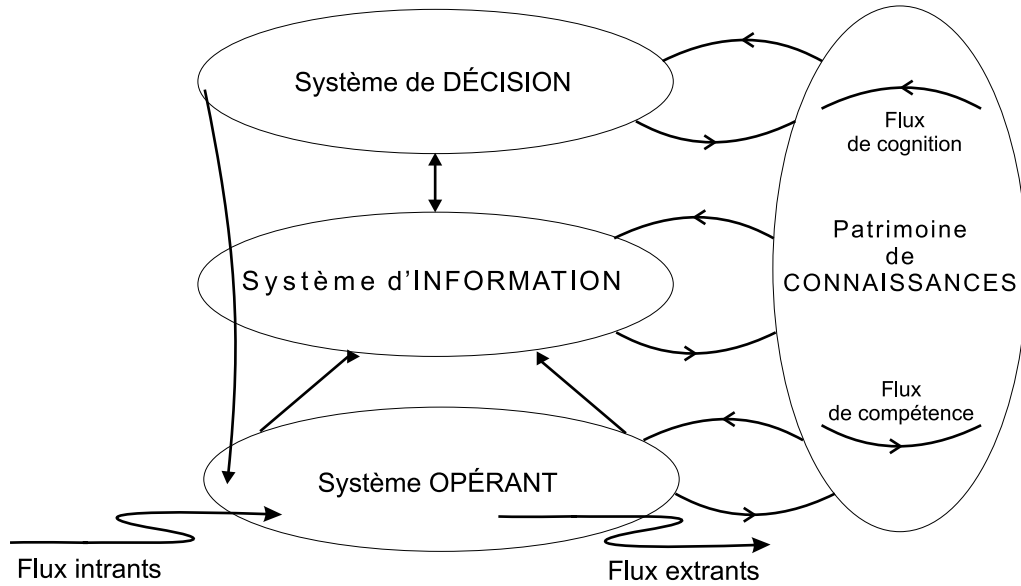 Système de DÉCISION
Flux
de cognition
Système d'INFORMATION
Patrimoine
de
CONNAISSANCES
Flux
de compétence
Système OPÉRANT
Flux intrants
Flux extrants